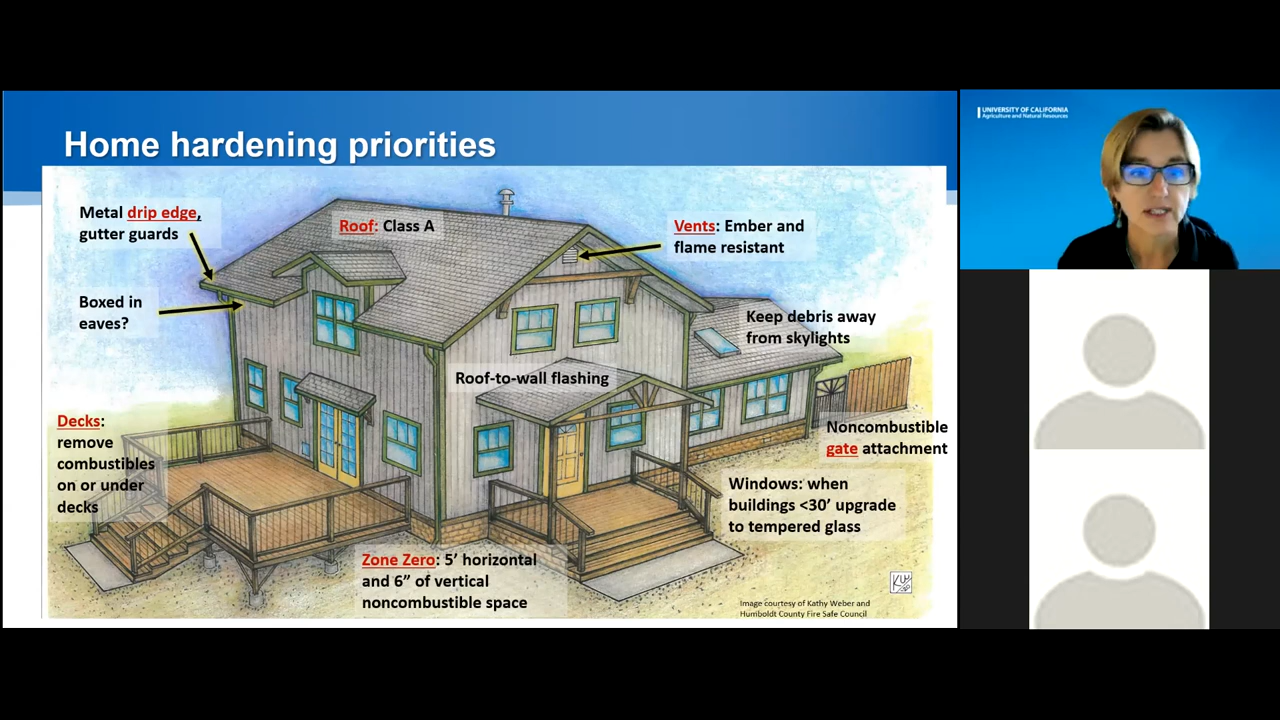 Home hardening priorities
Metal drip edge,
gutter guards
Roof: Class A
Vents: Ember and
flame resistant
Boxed in
eaves?
Keep debris away
from skylights
Roof-to-wall flashing
Decks:
remove
combustibles
on or under
decks
Noncombustible
gate attachment
Windows: when
buildings <30’ upgrade
to tempered glass
Zone Zero: 5’ horizontal
and 6” of vertical
noncombustible space
Image courtesy of Kathy Weber and
Humboldt County Fire Safe Council
UNIVERSITY OF CALIFORNIA
Agriculture and Natural Resources